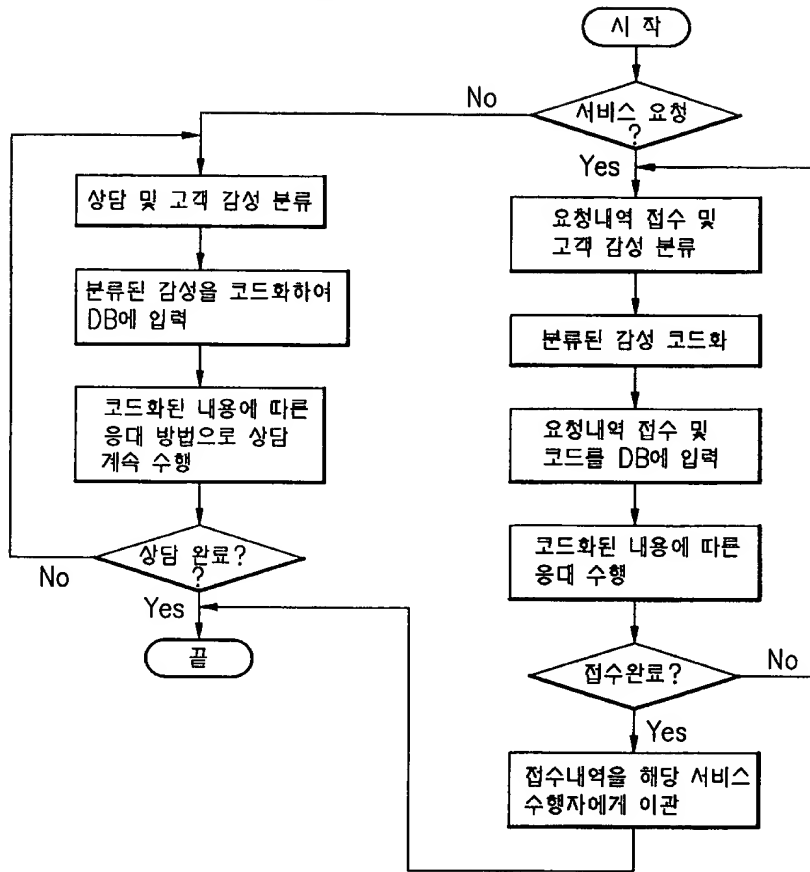 시 작
서비스 요청
?
No
Yes
상담 및 고객 감성 분류
분류된 감성을 코드화하여
DB에 입력
코드화된 내용에 따른
응대 방법으로 상담
계속 수행
상담 완료?
?
No
Yes
끝
요청내역 접수 및
고객 감성 분류
분류된 감성 코드화
요청내역 접수 및
코드를 DB에 입력
코드화된 내용에 따른
응대 수행
접수완료?
No
Yes
접수내역을 해당 서비스
수행자에게 이관